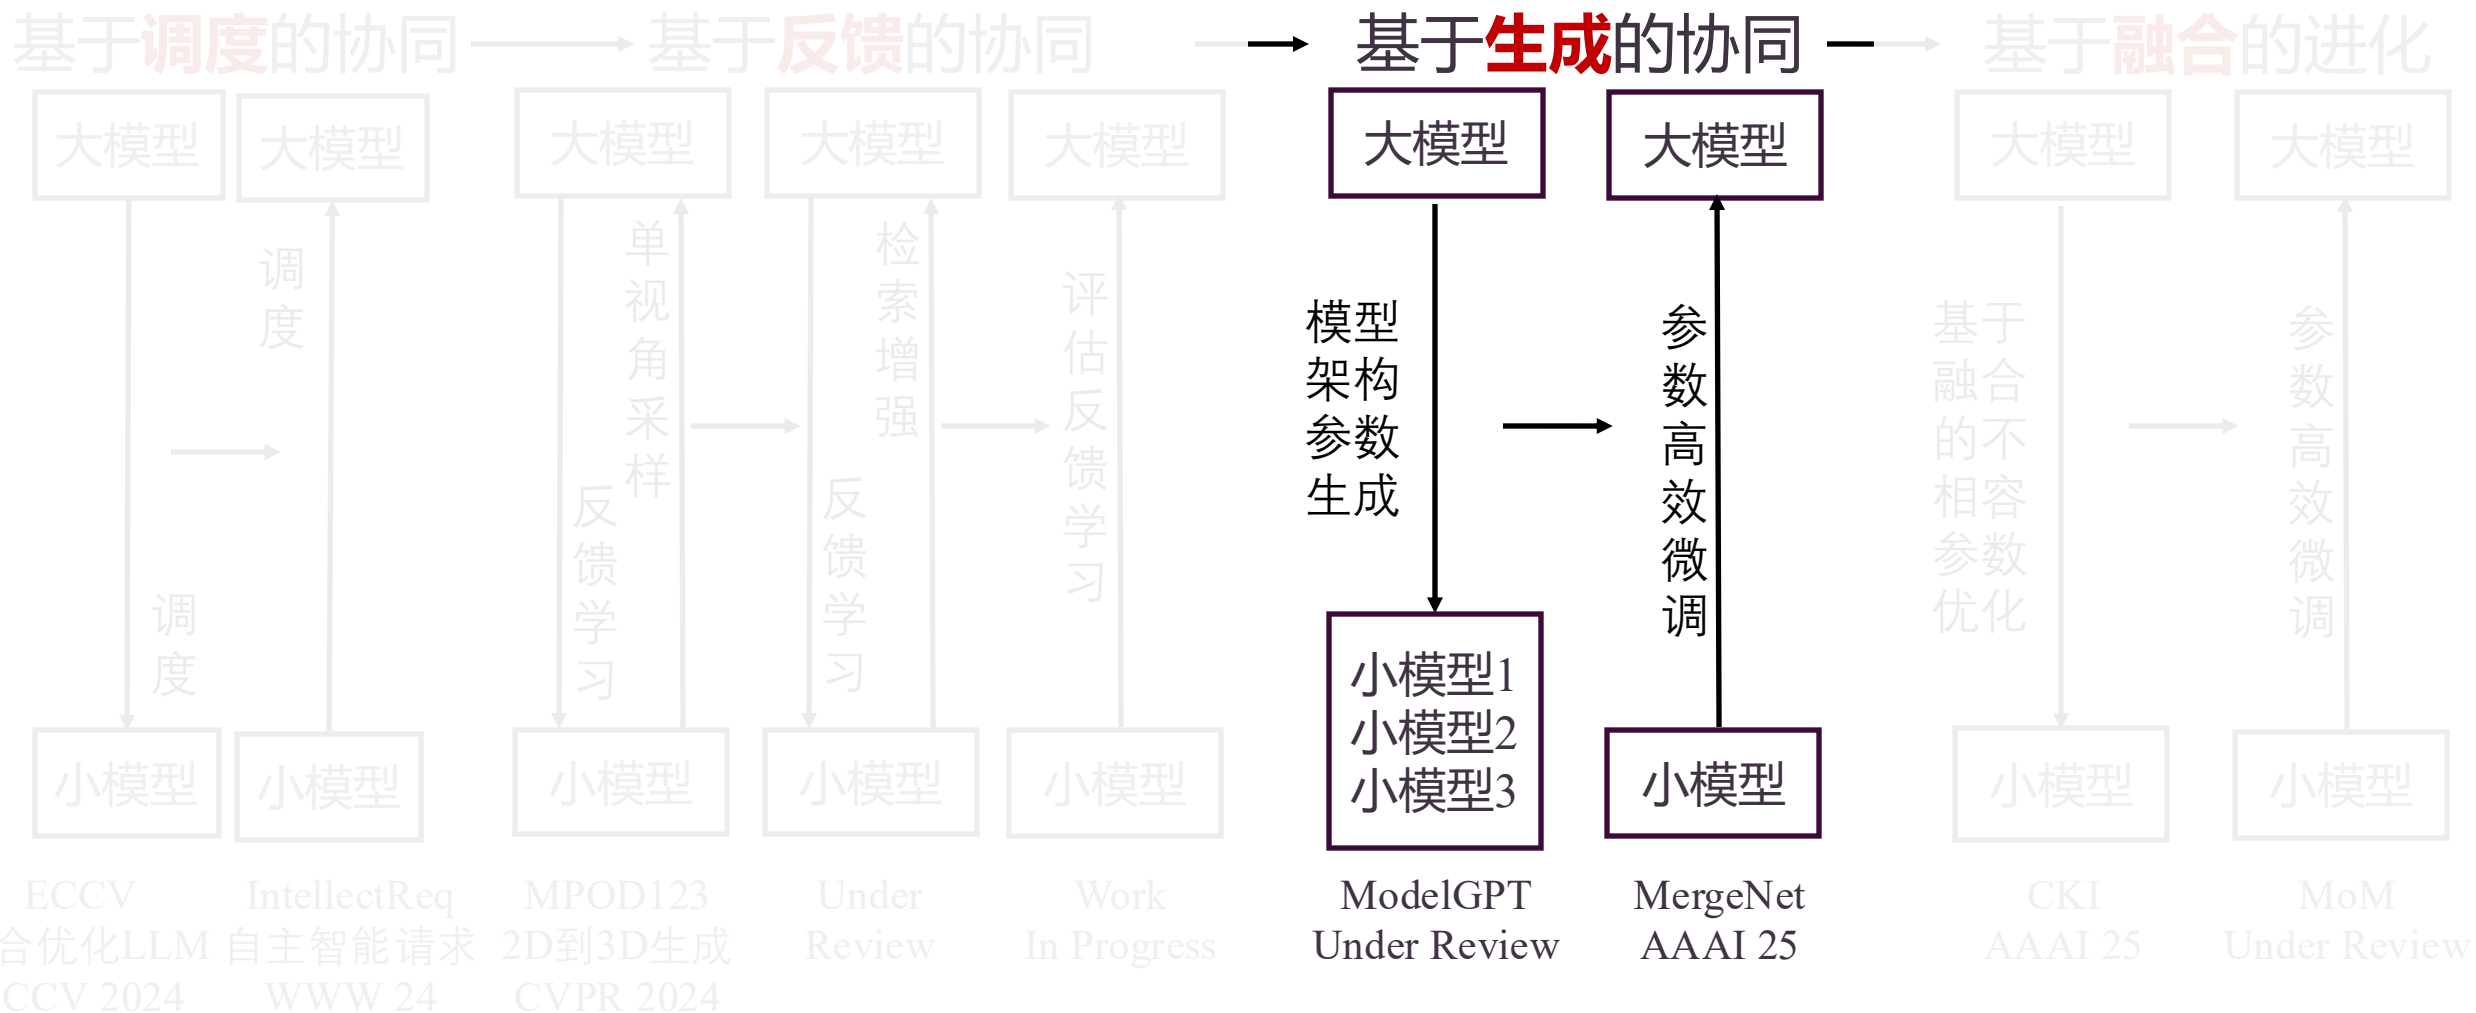 基于调度的协同
基于反馈的协同
基于生成的协同
基于融合的进化
大模型
大模型
大模型
大模型
大模型
大模型
大模型
大模型
大模型
调度
调度
反馈学习
单视角采样
反馈学习
检索增强
评估反馈学习
模型
架构
参数
生成
参数高效微调
基于
融合
的不
相容
参数
优化
参数高效微调
小模型
小模型
小模型
小模型
小模型
小模型1
小模型2
小模型3
小模型
小模型
小模型
ECCV
合优化LLM
CCV 2024
IntellectReq
自主智能请求
WWW 24
MPOD123
2D到3D生成
CVPR 2024
Under
Review
Work
In Progress
ModelGPT
Under Review
MergeNet
AAAI 25
CKI
AAAI 25
MoM
Under Review